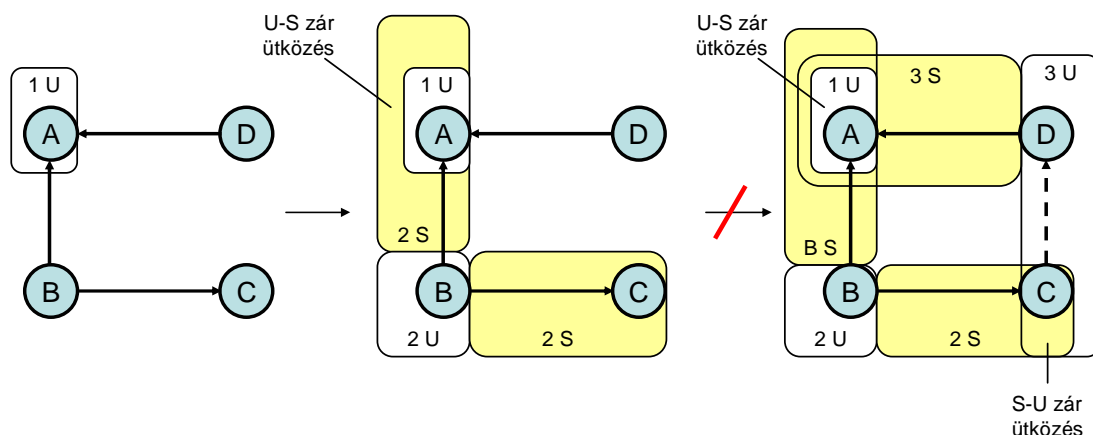 1 U
A
D
B
C
U-S zár
ütközés
1 U
A
D
2 S
B
C
2 U
2 S
U-S zár
ütközés
1 U
3 S
3 U
A
D
B S
B
C
2 U
2 S
S-U zár
ütközés